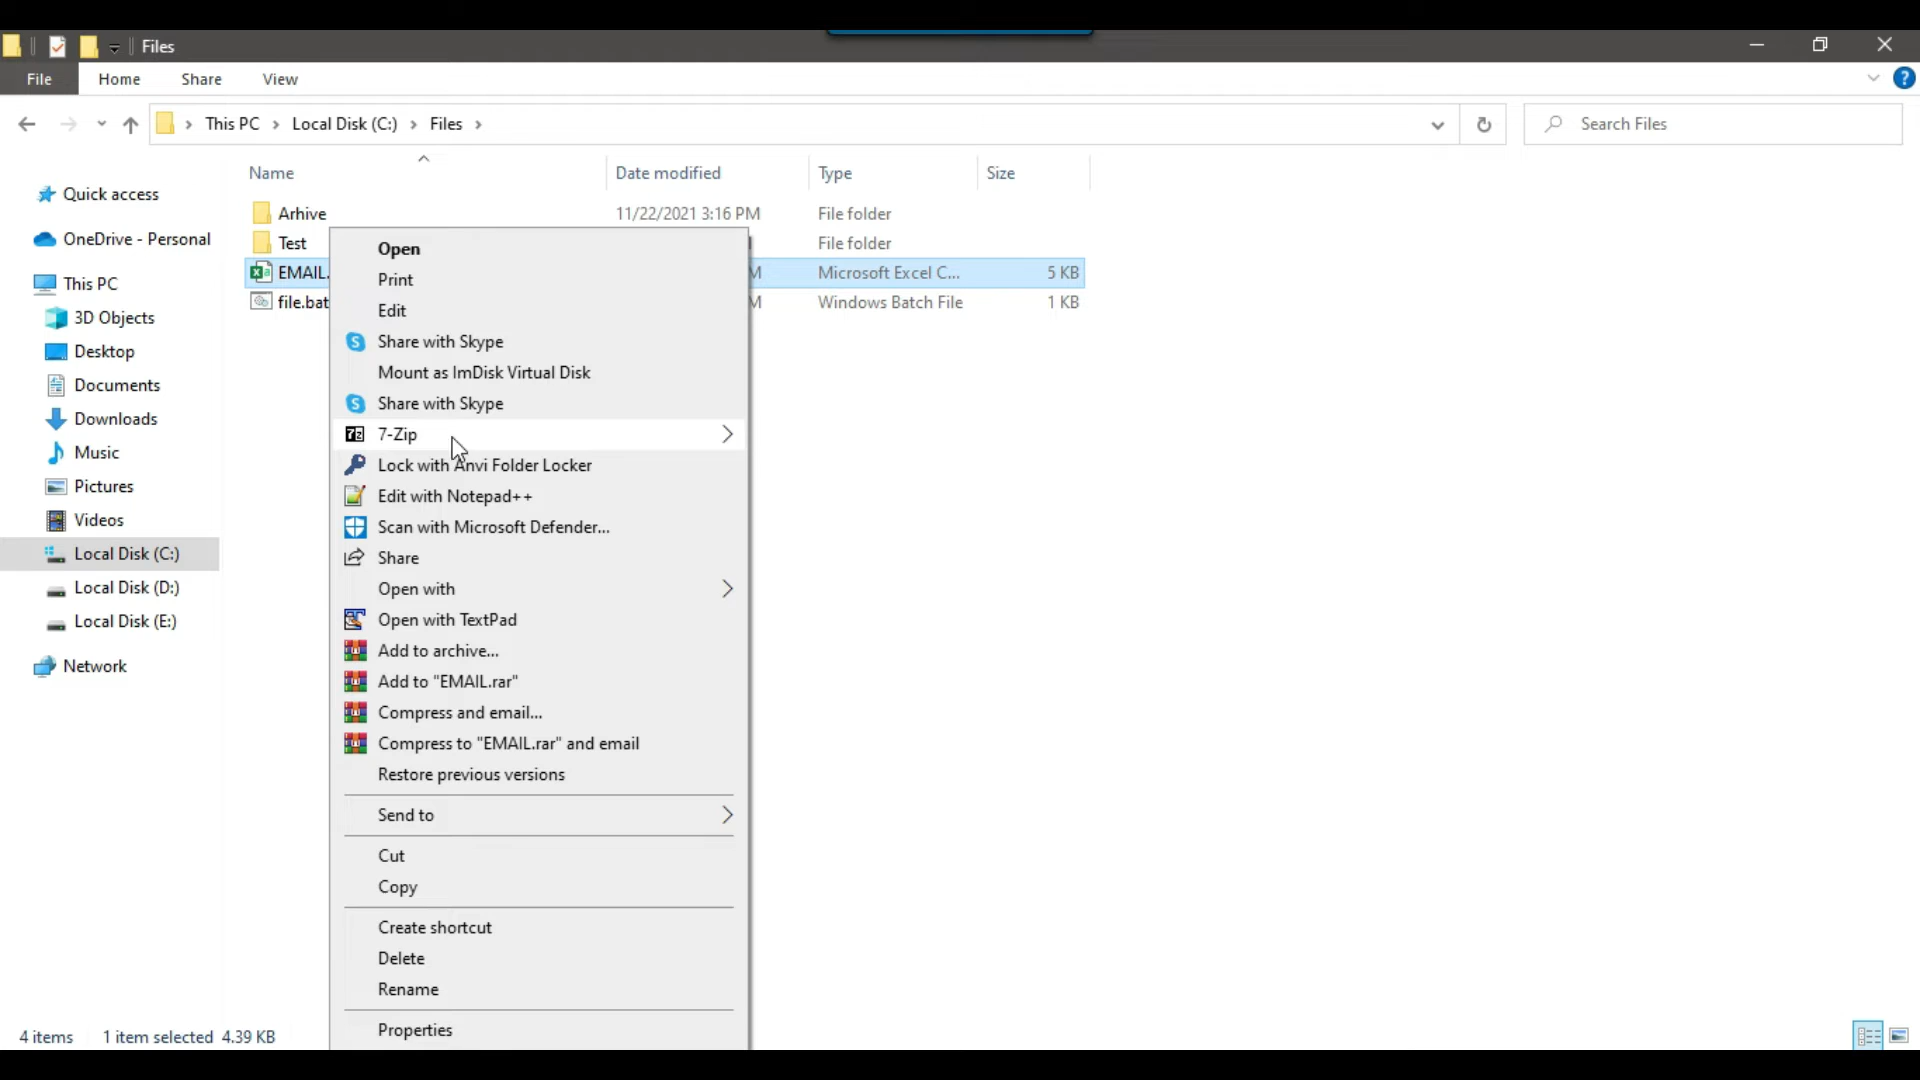 Files
File Home Share View
This PC Local Disk (C:) Files Search Files
Name Date modified Type Size
Quick access
OneDrive - Personal
This PC
3D Objects
Desktop
Documents
Downloads
Music
Pictures
Videos
Local Disk (C:)
Local Disk (D:)
Local Disk (E:)
Network
Arhive 11/22/2021 3:16 PM File folder
Test File folder
EMAIL. M Microsoft Excel C... 5 KB
file.bat M Windows Batch File 1 KB
Open
Print
Edit
Share with Skype
Mount as ImDisk Virtual Disk
Share with Skype
7-Zip
Lock with Anvi Folder Locker
Edit with Notepad++
Scan with Microsoft Defender...
Share
Open with
Open with TextPad
Add to archive...
Add to "EMAIL.rar"
Compress and email...
Compress to "EMAIL.rar" and email
Restore previous versions
Send to
Cut
Copy
Create shortcut
Delete
Rename
Properties
4 items 1 item selected 4.39 KB